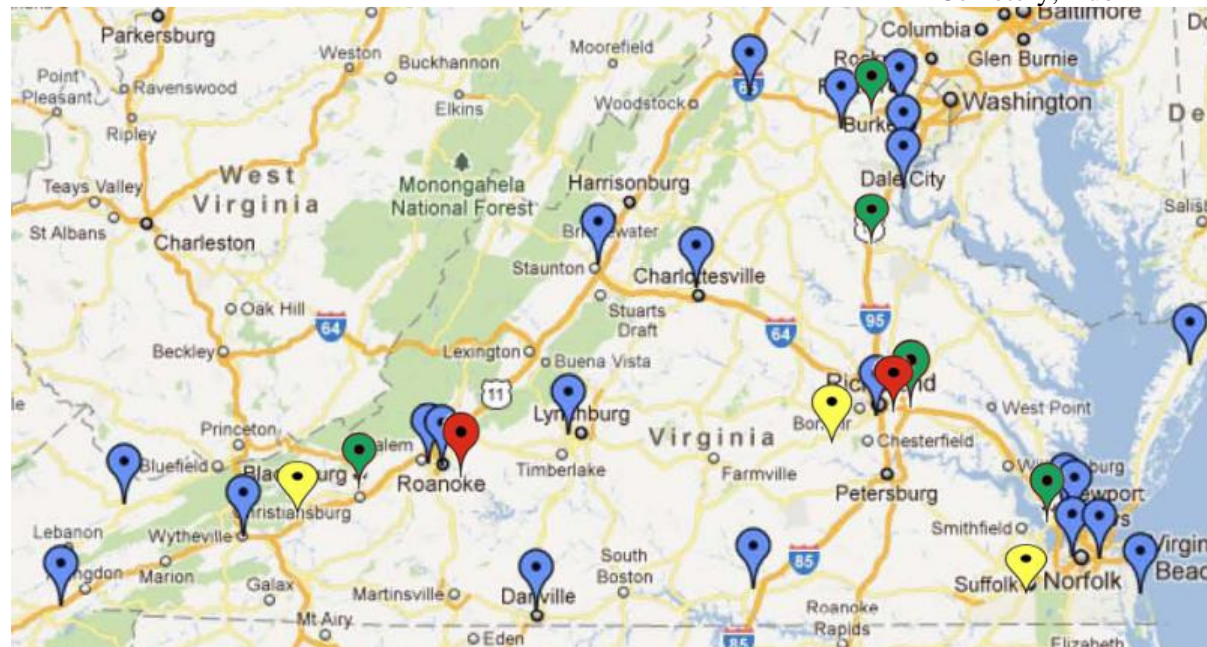 Baltimore
Parkersburg
Columbia
Weston
Moorefield
Glen Burnie
Buckhannon
Point
Pleasant
Ravenswood
Elkins
Woodstock
Washington
De
Ripley
Burke
West
Virginia
Teays Valley
Monongahela
National Forest
Harrisonburg
Dale City
St Albans
Charleston
Staunton
Charlottesville
Stuarts
Draft
Oak Hill
64
64
95
Beckley
Lexington
Buena Vista
11
West Point
Princeton
Virginia
Chesterfield
Bluefield
Roanoke
Timberlake
Farmville
Petersburg
Christiansburg
Lebanon
Wytheville
Smithfield
Marion
85
Suffolk
Norfolk
Galax
Martinsville
South
Boston
Mt Airy
Roanoke
Rapids
Eden
85
Elizabeth